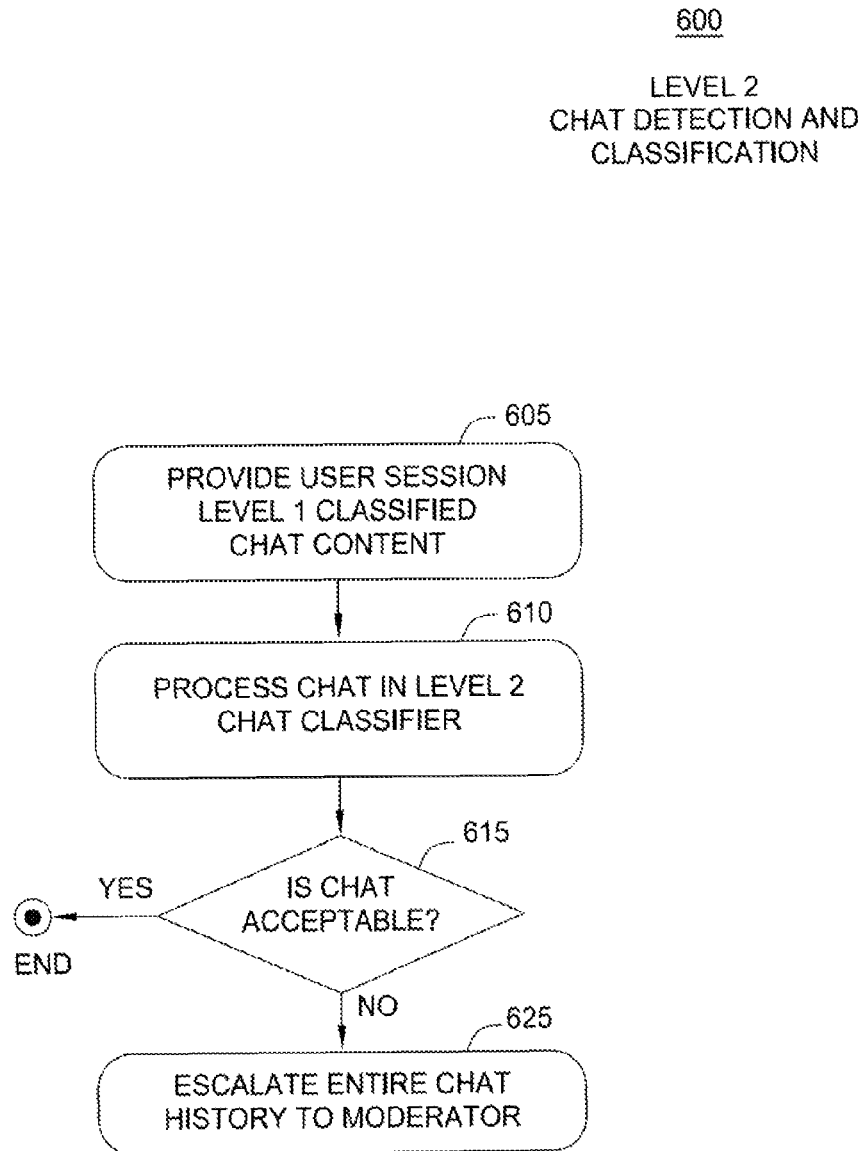 600
LEVEL 2
CHAT DETECTION AND
CLASSIFICATION
605
PROVIDE USER SESSION
LEVEL 1 CLASSIFIED
CHAT CONTENT
610
PROCESS CHAT IN LEVEL 2
CHAT CLASSIFIER
615
IS CHAT
ACCEPTABLE?
YES
END
NO
625
ESCALATE ENTIRE CHAT
HISTORY TO MODERATOR